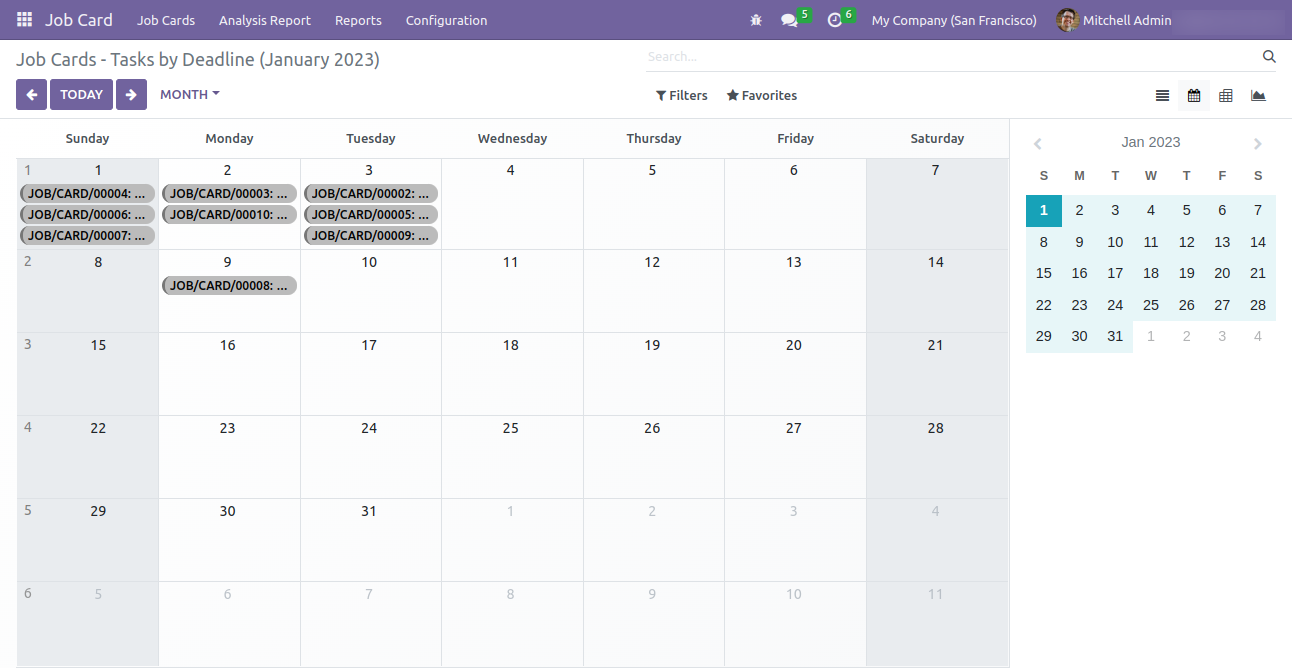 Job Card Job Cards Analysis Report Reports Configuration 5 6 My Company (San Francisco) Mitchell Admin
Job Cards - Tasks by Deadline (January 2023) Search...
TODAY MONTH Filters Favorites
Sunday Monday Tuesday Wednesday Thursday Friday Saturday
1 1 2 3 4 5 6 7
JOB/CARD/00004: ... JOB/CARD/00003: ... JOB/CARD/00002: ...
JOB/CARD/00006: ... JOB/CARD/00010: ... JOB/CARD/00005: ...
JOB/CARD/00007: ... JOB/CARD/00009: ...
2 8 9 10 11 12 13 14
JOB/CARD/00008: ...
3 15 16 17 18 19 20 21
4 22 23 24 25 26 27 28
5 29 30 31 1 2 3 4
6 5 6 7 8 9 10 11
Jan 2023
S M T W T F S
1 2 3 4 5 6 7
8 9 10 11 12 13 14
15 16 17 18 19 20 21
22 23 24 25 26 27 28
29 30 31 1 2 3 4